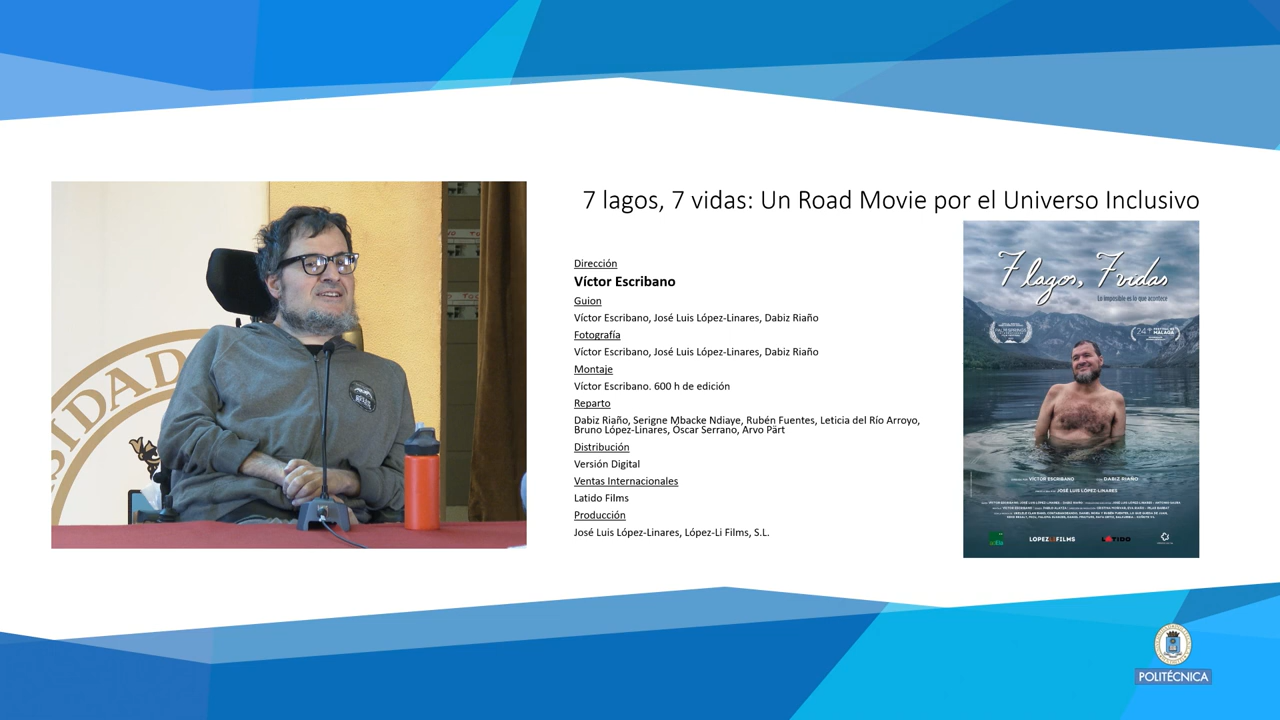 7 lagos, 7 vidas: Un Road Movie por el Universo Inclusivo
Dirección
Víctor Escribano
Guion
Víctor Escribano, José Luis López-Linares, Dabiz Riaño
Fotografía
Víctor Escribano, José Luis López-Linares, Dabiz Riaño
Montaje
Víctor Escribano. 600 h de edición
Reparto
Dabiz Riaño, Serigne Mbacke Ndiaye, Rubén Fuentes, Leticia del Río Arroyo,
Bruno López-Linares, Óscar Serrano, Arvo Pärt
Distribución
Versión Digital
Ventas Internacionales
Latido Films
Producción
José Luis López-Linares, López-Li Films, S.L.
7 lagos, 7 vidas
Lo imposible es lo que acontece
VÍCTOR ESCRIBANO
DABIZ RIAÑO
JOSÉ LUIS LÓPEZ-LINARES
LOPEZLIFILMS
LATIDO
SIDAD
POLITÉCNICA